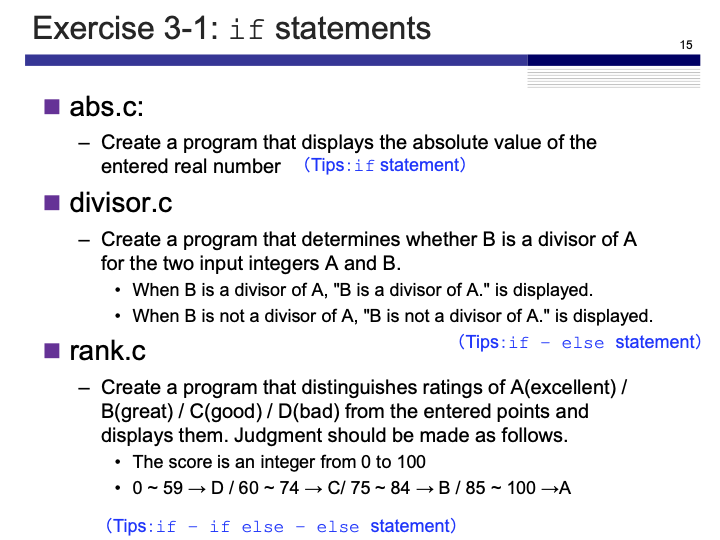 Exercise 3-1: if statements
15
abs.c:
– Create a program that displays the absolute value of the
entered real number （Tips:if statement）
divisor.c
– Create a program that determines whether B is a divisor of A
for the two input integers A and B.
• When B is a divisor of A, "B is a divisor of A." is displayed.
• When B is not a divisor of A, "B is not a divisor of A." is displayed.
（Tips:if – else statement）
rank.c
– Create a program that distinguishes ratings of A(excellent) /
B(great) / C(good) / D(bad) from the entered points and
displays them. Judgment should be made as follows.
• The score is an integer from 0 to 100
• 0 ~ 59 → D / 60 ~ 74 → C/ 75 ~ 84 → B / 85 ~ 100 →A
（Tips:if – if else – else statement）